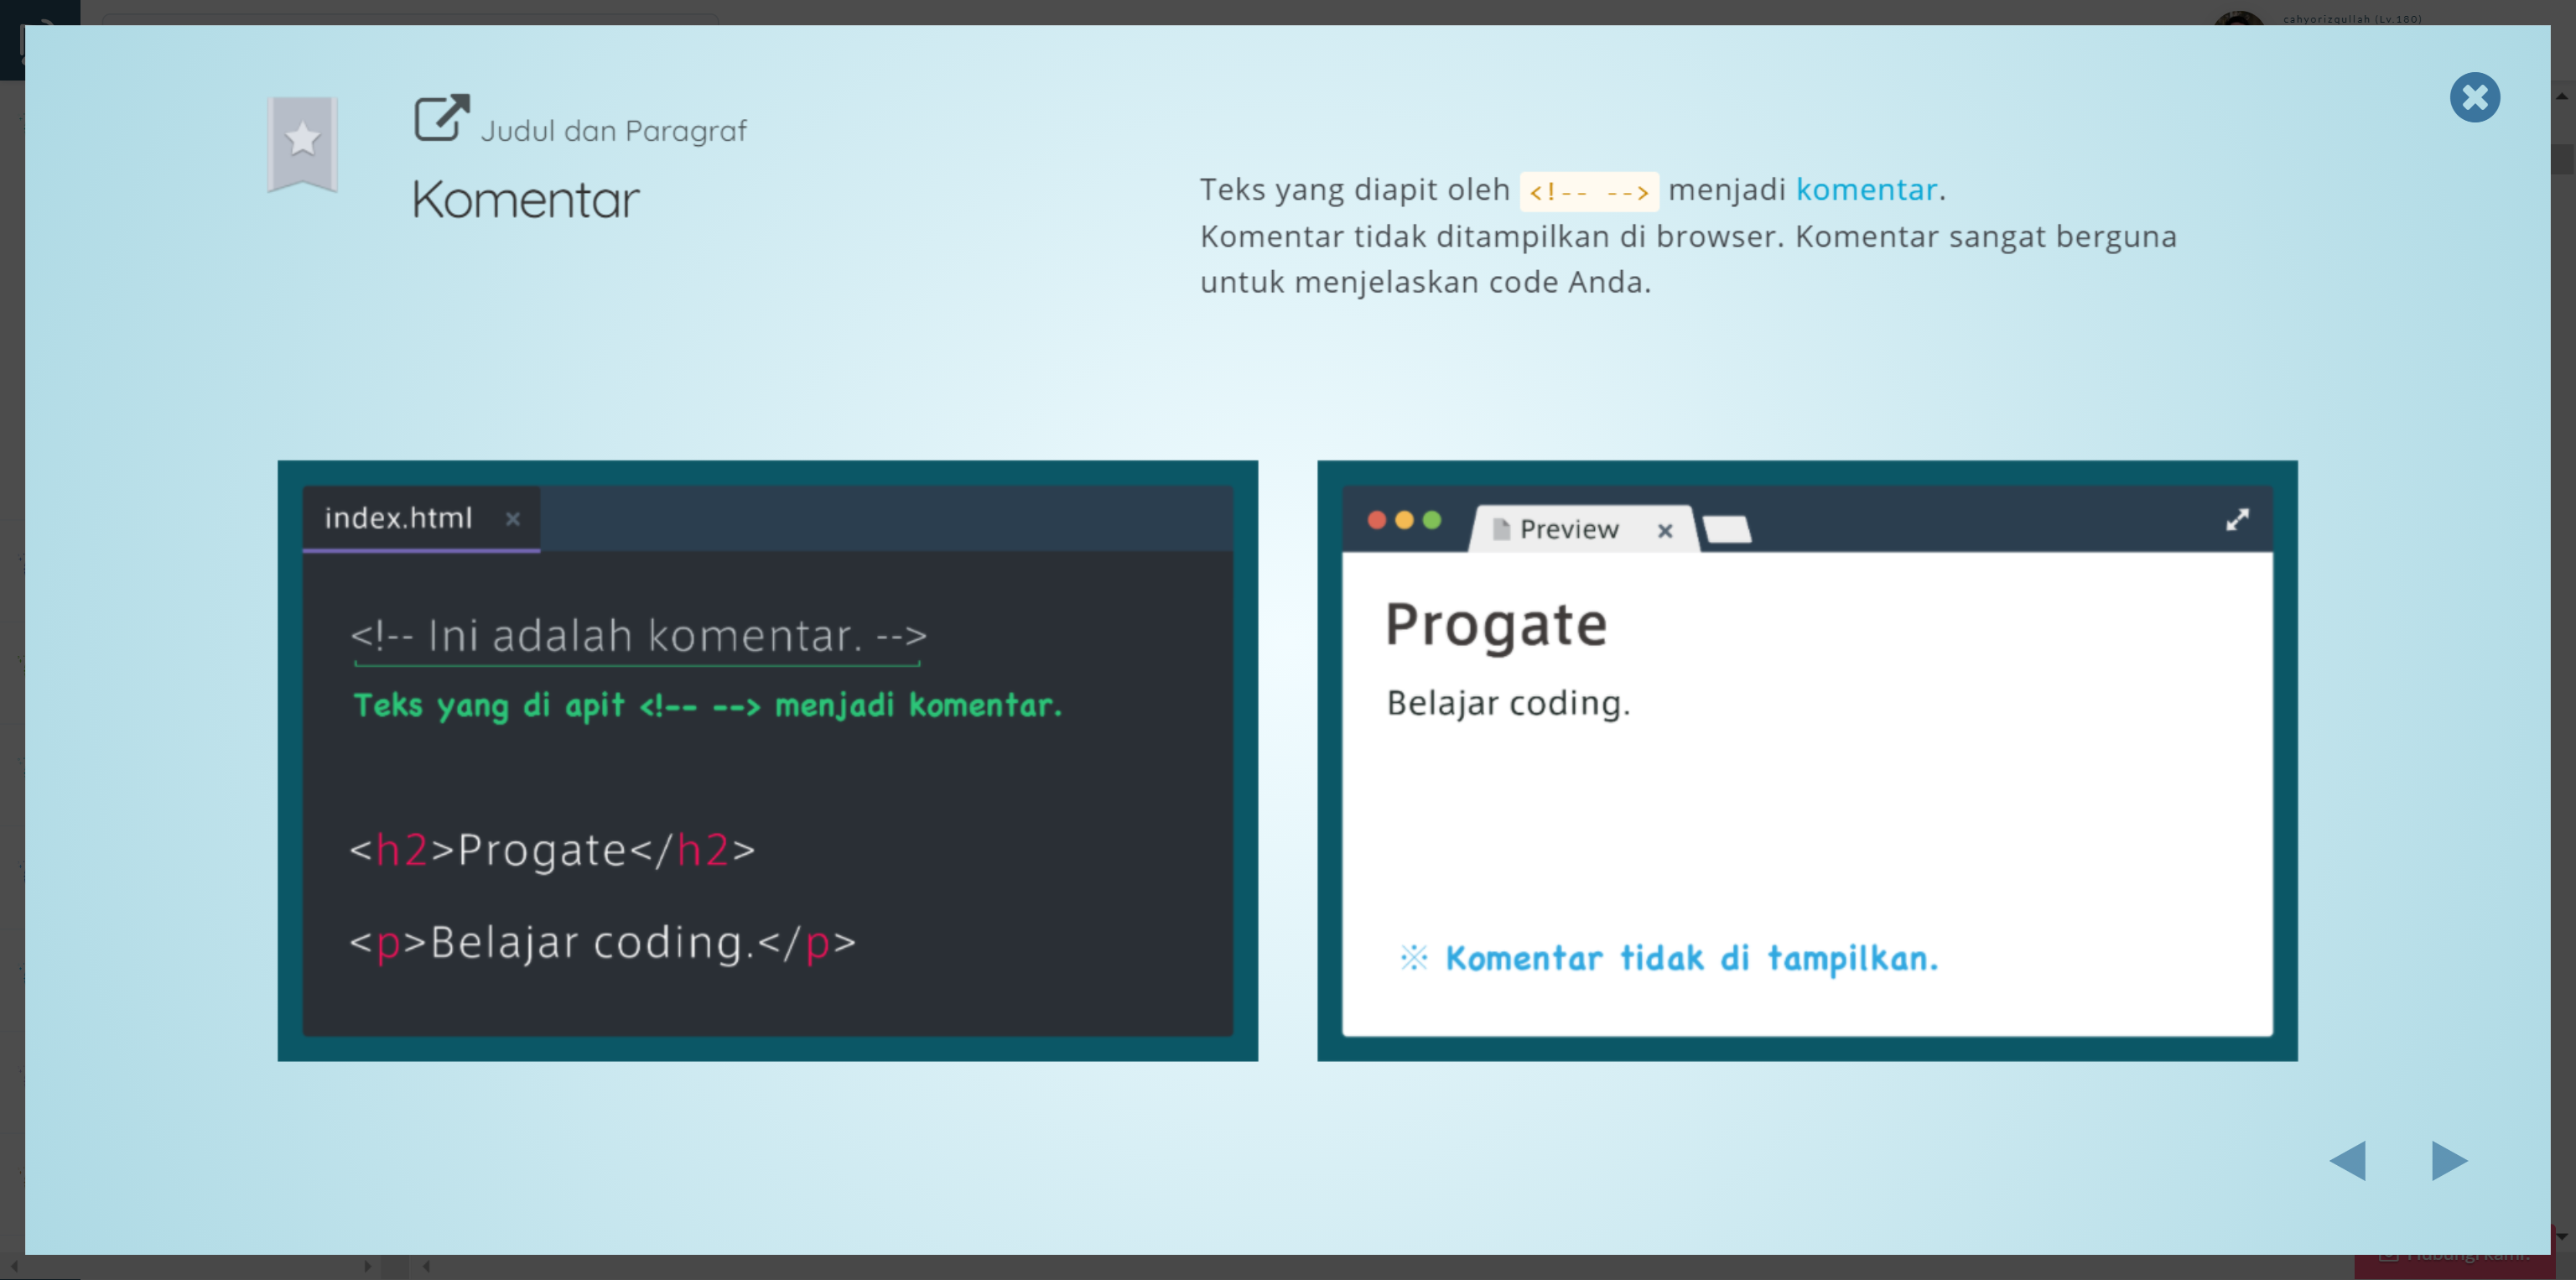 cahyorizqullah (Lv.180)
Judul dan Paragraf
Komentar
Teks yang diapit oleh <!-- --> menjadi komentar.
Komentar tidak ditampilkan di browser. Komentar sangat berguna
untuk menjelaskan code Anda.
index.html
<!-- Ini adalah komentar. -->
Teks yang di apit <!-- --> menjadi komentar.
<h2>Progate</h2>
<p>Belajar coding.</p>
Preview
Progate
Belajar coding.
※ Komentar tidak di tampilkan.
Hubungi kami